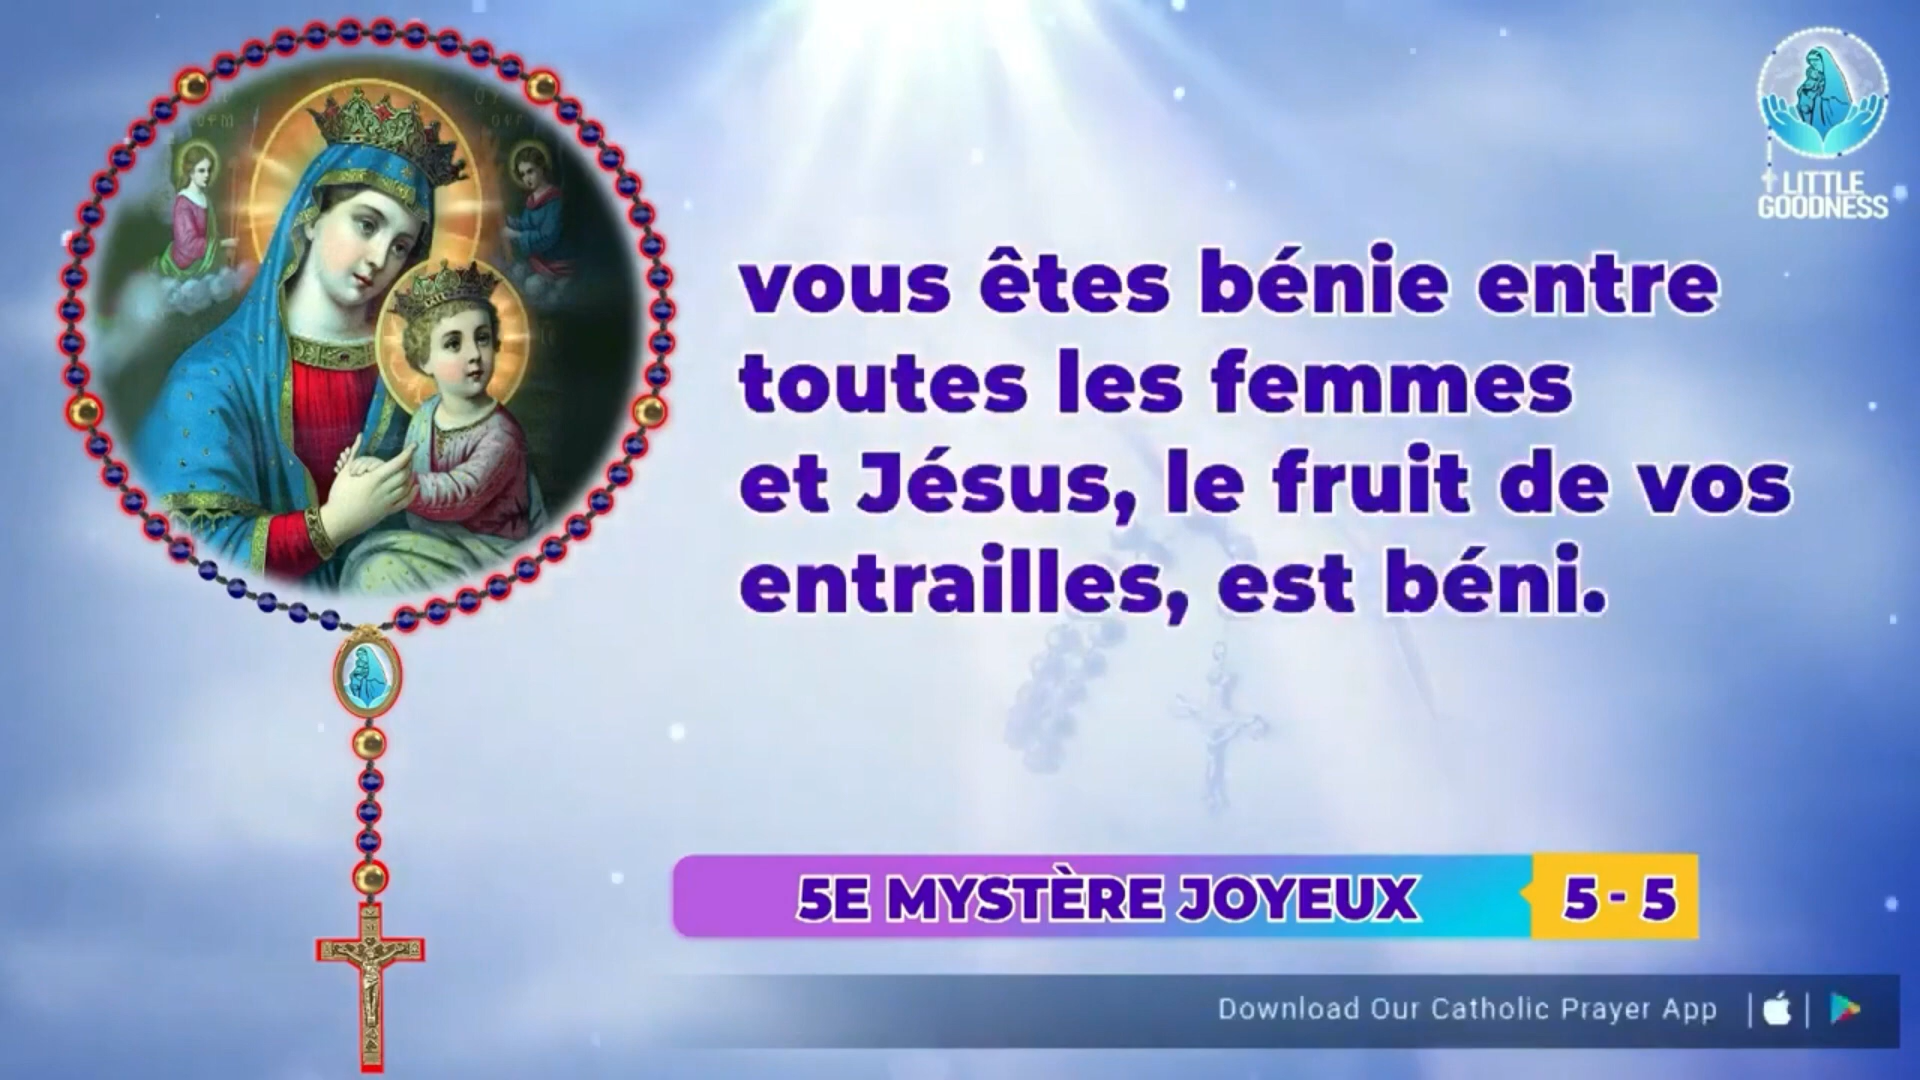 LITTLE
GOODNESS
vous êtes bénie entre
toutes les femmes
et Jésus, le fruit de vos
entrailles, est béni.
5E MYSTÈRE JOYEUX
5 - 5
Download Our Catholic Prayer App